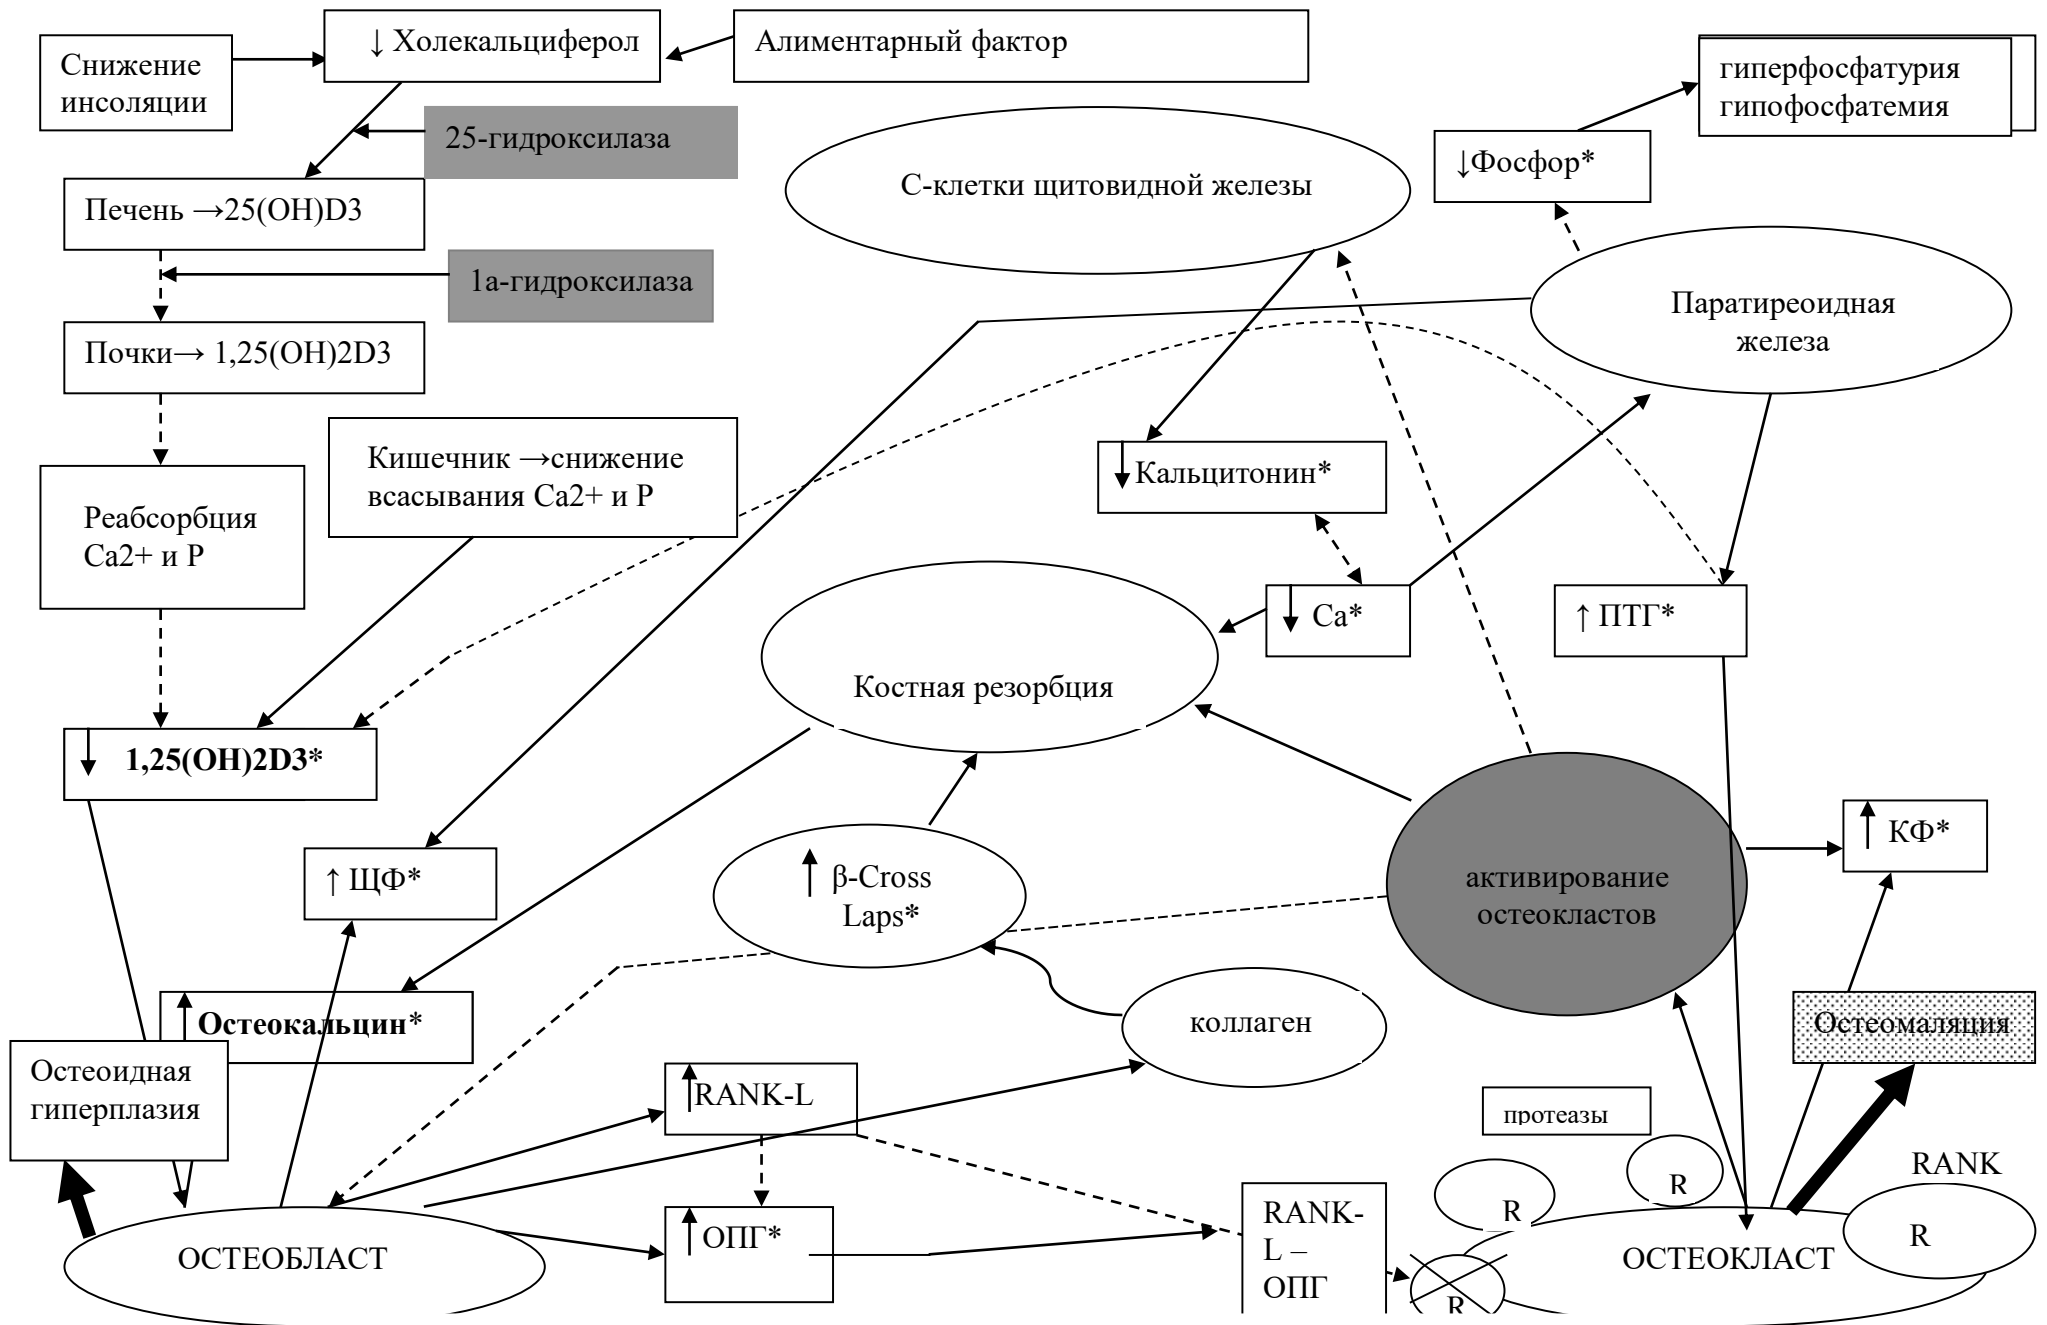 ↓ Холекальциферол
Алиментарный фактор
Снижение
инсоляции
гиперфосфатурия
гипофосфатемия
25-гидроксилаза
↓Фосфор*
С-клетки щитовидной железы
Печень →25(ОН)D3
1а-гидроксилаза
Паратиреоидная
железа
Почки→ 1,25(ОН)2D3
Кишечник →снижение
всасывания Са2+ и Р
↓ Кальцитонин*
Реабсорбция
Са2+ и Р
↓ Са*
↑ ПТГ*
Костная резорбция
↓ 1,25(ОН)2D3*
↑ КФ*
↑ ЩФ*
↑ β-Cross
Laps*
активирование
остеокластов
↑ Остеокальцин*
коллаген
Остеомаляция
Остеоидная
гиперплазия
↑RANK-L
протеазы
RANK
R
R
R
RANK-
L –
ОПГ
↑ ОПГ*
ОСТЕОБЛАСТ
ОСТЕОКЛАСТ
R